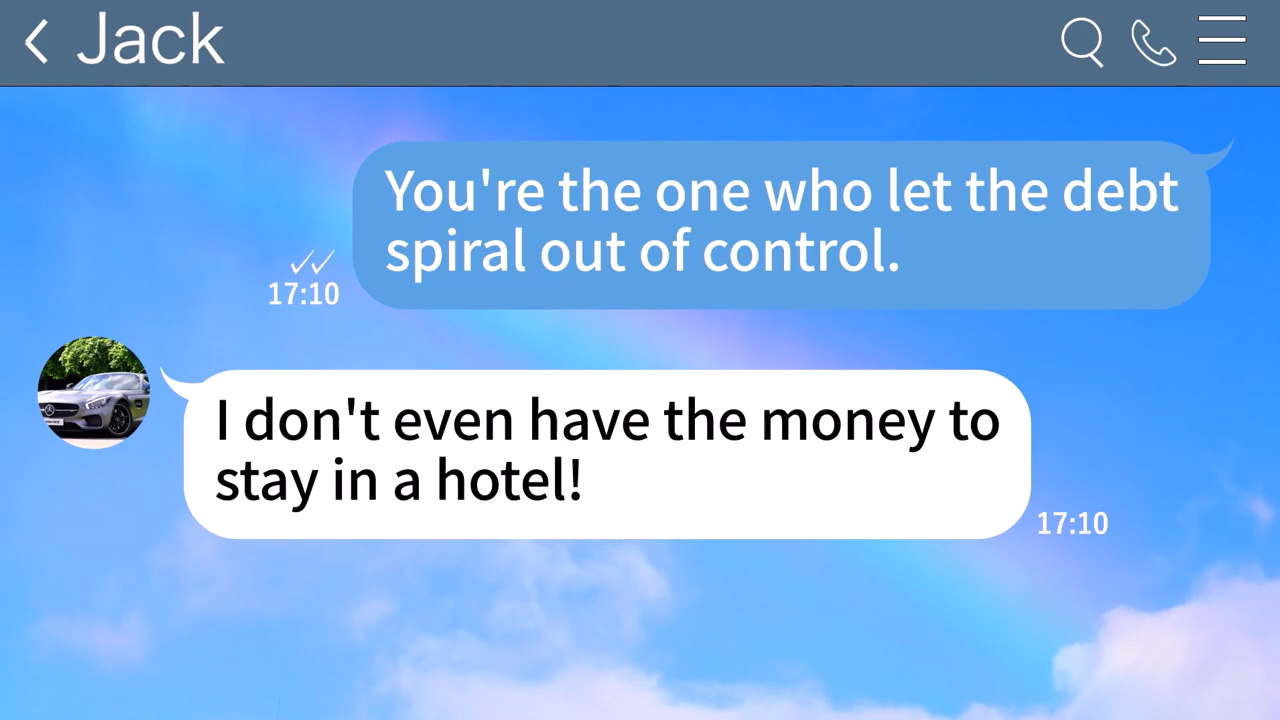 Jack
You're the one who let the debt
spiral out of control.
17:10
I don't even have the money to
stay in a hotel!
17:10